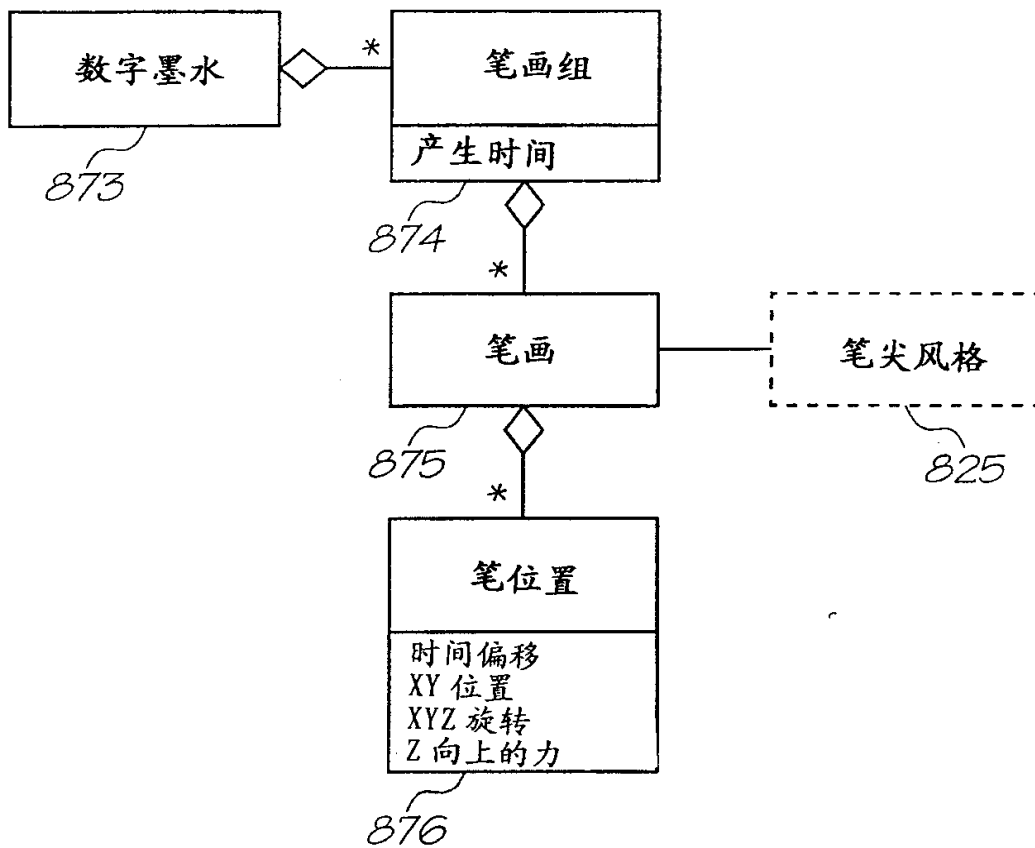 数字墨水
*
笔画组
产生时间
873
874
*
笔画
笔尖风格
875
825
*
笔位置
时间偏移
XY 位置
XYZ 旋转
Z 向上的力
876